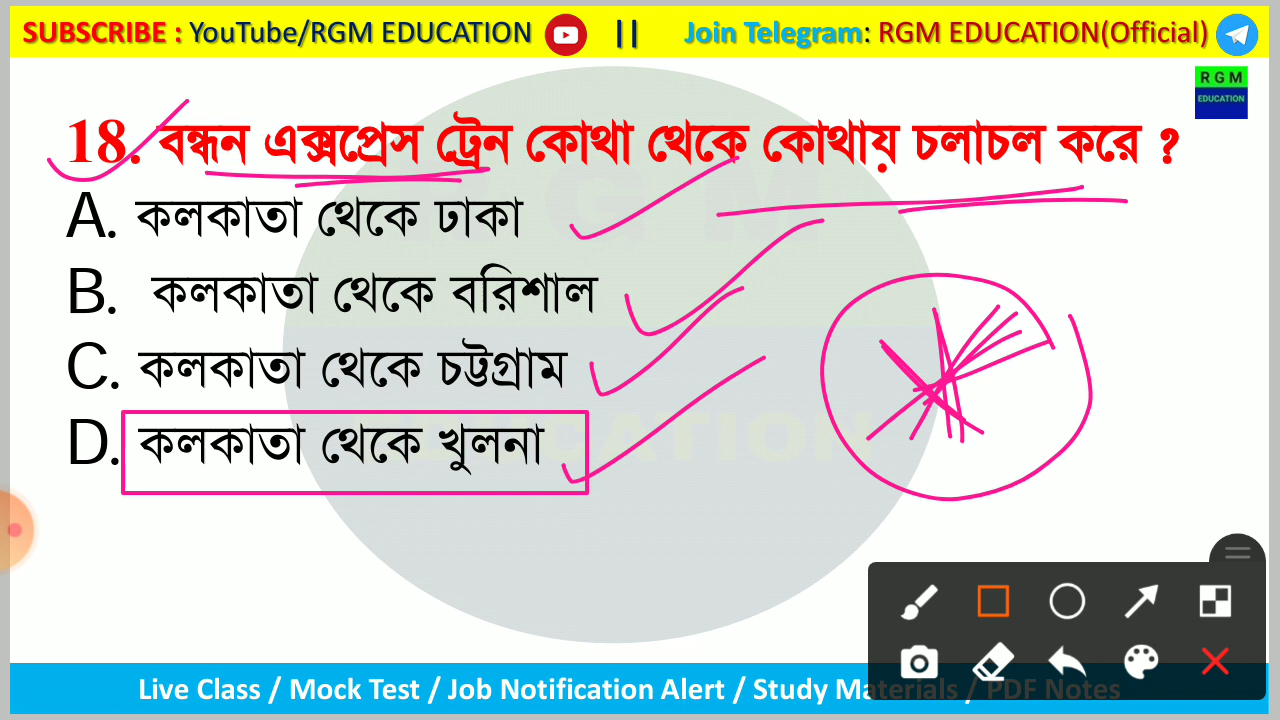 SUBSCRIBE : YouTube/RGM EDUCATION || Join Telegram: RGM EDUCATION(Official)
RGM
EDUCATION
18. বন্ধন এক্সপ্রেস ট্রেন কোথা থেকে কোথায় চলাচল করে ?
A. কলকাতা থেকে ঢাকা
B. কলকাতা থেকে বরিশাল
C. কলকাতা থেকে চট্টগ্রাম
D. কলকাতা থেকে খুলনা
Live Class / Mock Test / Job Notification Alert / Study Materials / PDF Notes